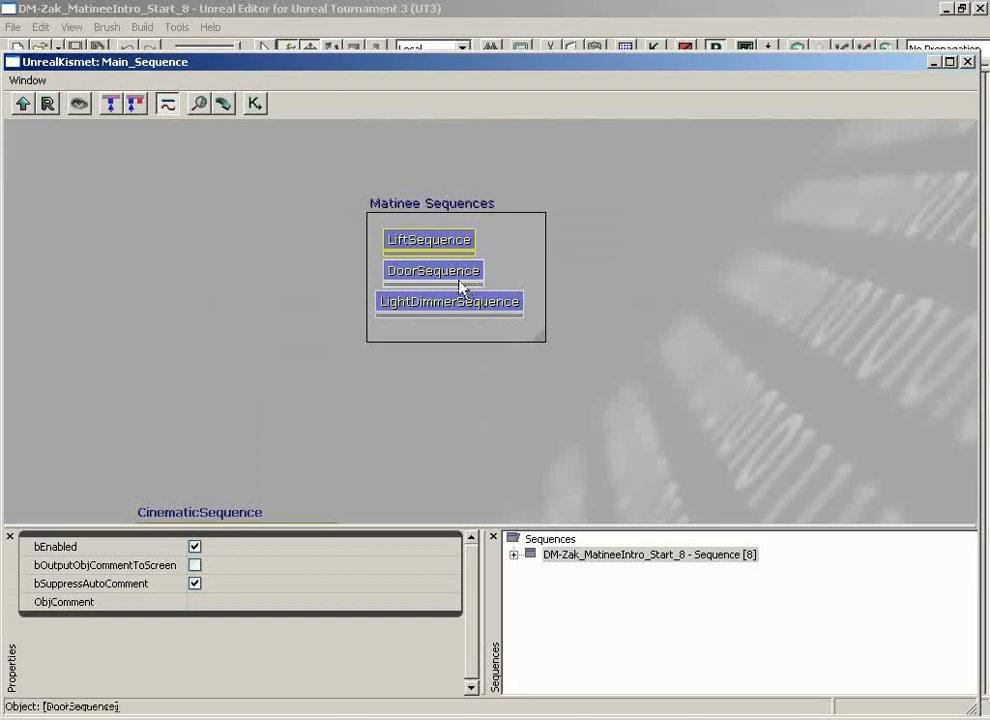 DM-Zak_MatineeIntro_Start_8 - Unreal Editor for Unreal Tournament 3 (UT3)
File Edit View Brush Build Tools Help
Local
No Propagation
UnrealKismet: Main_Sequence
Window
Matinee Sequences
LiftSequence
DoorSequence
LightDimmerSequence
CinematicSequence
bEnabled
bOutputObjCommentToScreen
bSuppressAutoComment
ObjComment
Properties
Sequences
DM-Zak_MatineeIntro_Start_8 - Sequence [8]
Sequences
Object: [DoorSequence]